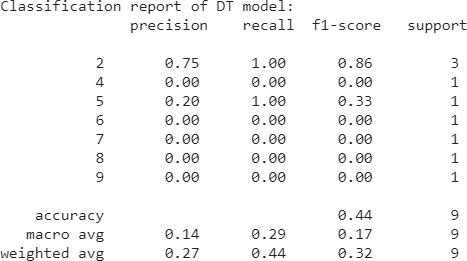 Classification report of DT model:
precision recall f1-score support
2 0.75 1.00 0.86 3
4 0.00 0.00 0.00 1
5 0.20 1.00 0.33 1
6 0.00 0.00 0.00 1
7 0.00 0.00 0.00 1
8 0.00 0.00 0.00 1
9 0.00 0.00 0.00 1
accuracy 0.44 9
macro avg 0.14 0.29 0.17 9
weighted avg 0.27 0.44 0.32 9